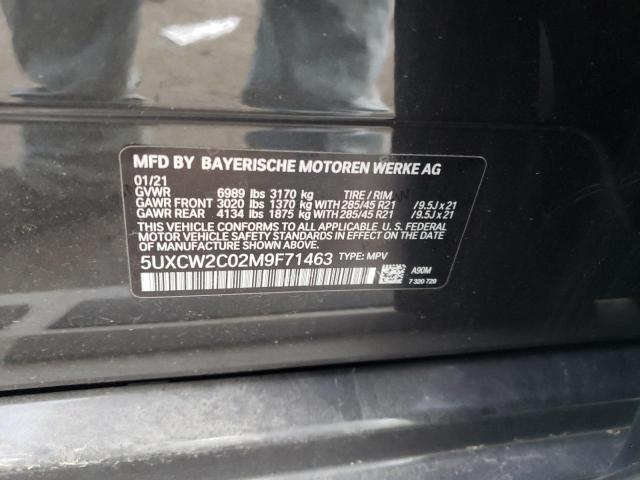 MFD BY BAYERISCHE MOTOREN WERKE AG
01/21
GVWR 6989 lbs 3170 kg TIRE / RIM
GAWR FRONT 3020 lbs 1370 kg WITH 285/45 R21 /9.5J x 21
GAWR REAR 4134 lbs 1875 kg WITH 285/45 R21 /9.5J x 21
THIS VEHICLE CONFORMS TO ALL APPLICABLE U. S. FEDERAL
MOTOR VEHICLE SAFETY STANDARDS IN EFFECT ON THE
DATE OF MANUFACTURE SHOWN ABOVE.
5UXCW2C02M9F71463 TYPE: MPV
A90M
7 320 729